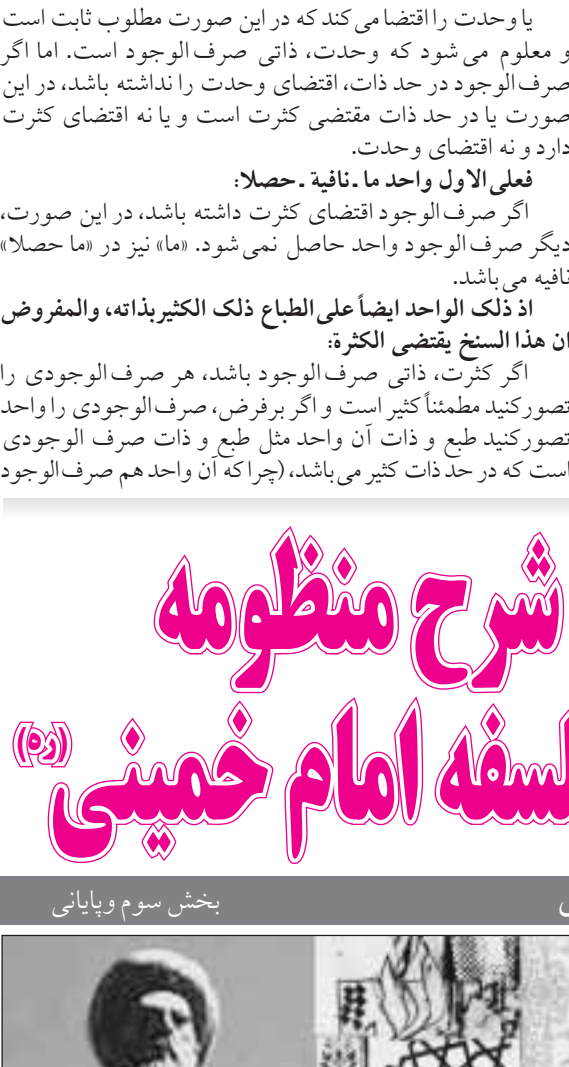 یا وحدت را اقتضا می‌کند که در این صورت مطلوب ثابت است
و معلوم می‌شود که وحدت، ذاتی صرف‌الوجود است. اما اگر
صرف‌الوجود در حد ذات، اقتضای وحدت را نداشته باشد، در این
صورت یا در حد ذات مقتضی کثرت است و یا نه اقتضای کثرت
دارد و نه اقتضای وحدت.
فعلی‌الاول واحد ما ـ نافیة ـ حصلا:
اگر صرف‌الوجود اقتضای کثرت داشته باشد، در این صورت،
دیگر صرف‌الوجود واحد حاصل نمی‌شود. «ما» نیز در «ما حصلا»
نافیه می‌باشد.
اذ ذلک الواحد ایضاً علی‌الطباع ذلک الکثیر بذاته، والمفروض
ان هذا السنخ یقتضی الکثرة:
اگر کثرت، ذاتی صرف‌الوجود باشد، هر صرف‌الوجودی را
تصور کنید مطمئناً کثیر است و اگر برفرض، صرف‌الوجودی را واحد
تصور کنید طبع و ذات آن واحد مثل طبع و ذات صرف الوجودی
است که در حد ذات کثیر می‌باشد، (چرا که آن واحد هم صرف‌الوجود
شرح منظومه
لسفه امام خمینی (ره)
بخش سوم وپایانی